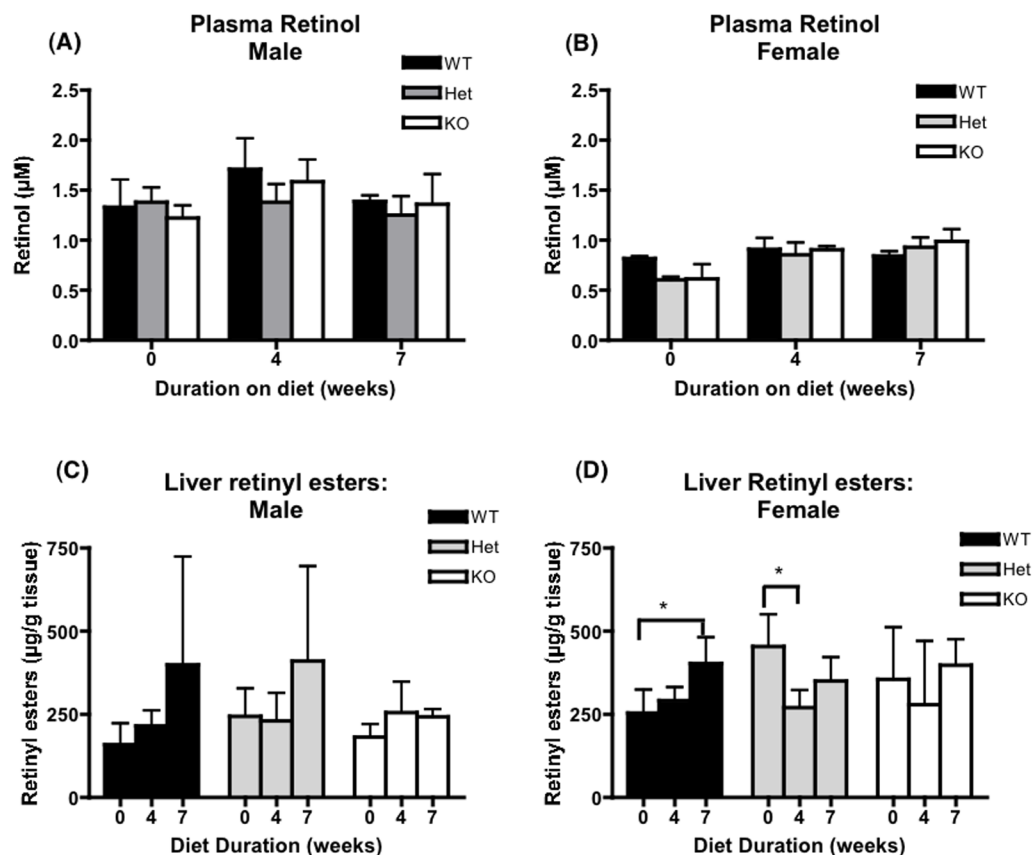 (A)
Plasma Retinol
Male
WT
Het
KO
2.5
2.0
1.5
1.0
0.5
0.0
Retinol (µM)
0 4 7
Duration on diet (weeks)
(B)
Plasma Retinol
Female
WT
Het
KO
2.5
2.0
1.5
1.0
0.5
0.0
Retinol (µM)
0 4 7
Duration on diet (weeks)
(C)
Liver retinyl esters:
Male
WT
Het
KO
750
500
250
0
Retinyl esters (µg/g tissue)
0 4 7 0 4 7 0 4 7
Diet Duration (weeks)
(D)
Liver Retinyl esters:
Female
WT
Het
KO
750
500
250
0
Retinyl esters (µg/g tissue)
*
*
0 4 7 0 4 7 0 4 7
Diet Duration (weeks)